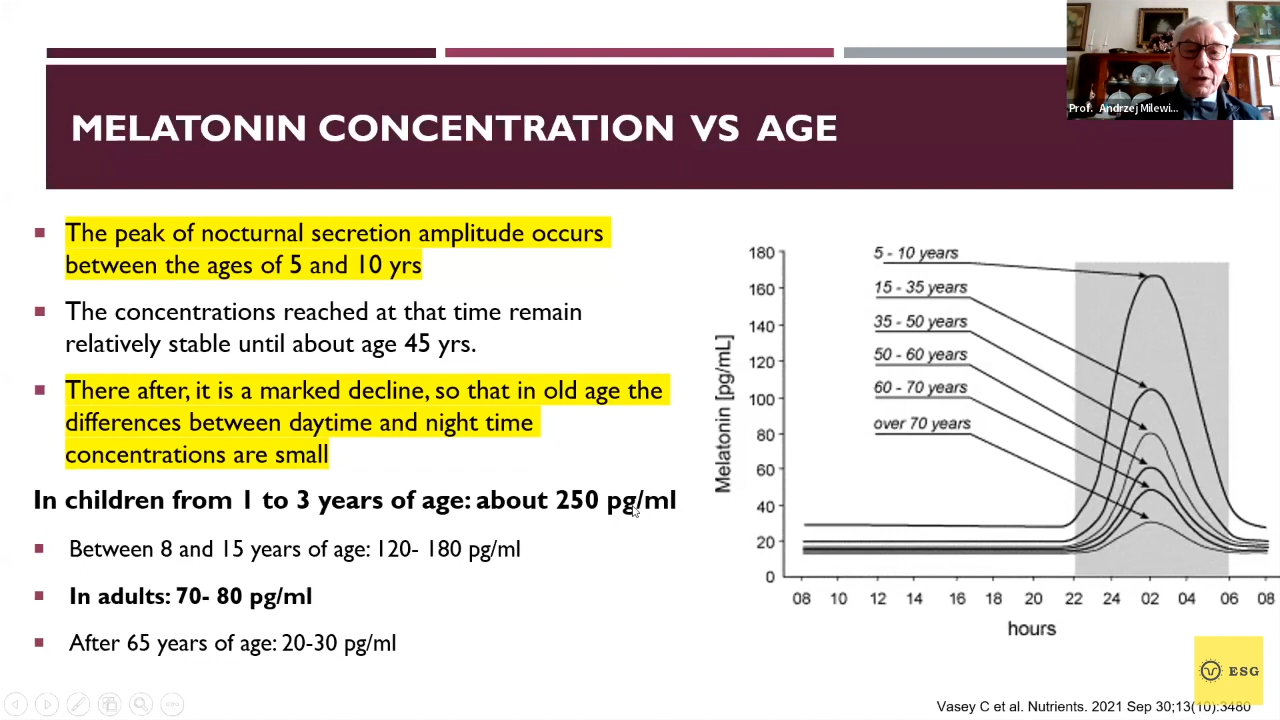 Prof. Andrzej Milewi...
MELATONIN CONCENTRATION VS AGE
The peak of nocturnal secretion amplitude occurs
between the ages of 5 and 10 yrs
The concentrations reached at that time remain
relatively stable until about age 45 yrs.
There after, it is a marked decline, so that in old age the
differences between daytime and night time
concentrations are small
In children from 1 to 3 years of age: about 250 pg/ml
Between 8 and 15 years of age: 120- 180 pg/ml
In adults: 70- 80 pg/ml
After 65 years of age: 20-30 pg/ml
Melatonin [pg/mL]
180
160
140
120
100
80
60
40
20
0
5 - 10 years
15 - 35 years
35 - 50 years
50 - 60 years
60 - 70 years
over 70 years
08 10 12 14 16 18 20 22 24 02 04 06 08
hours
ESG
Vasey C et al. Nutrients. 2021 Sep 30;13(10):3480